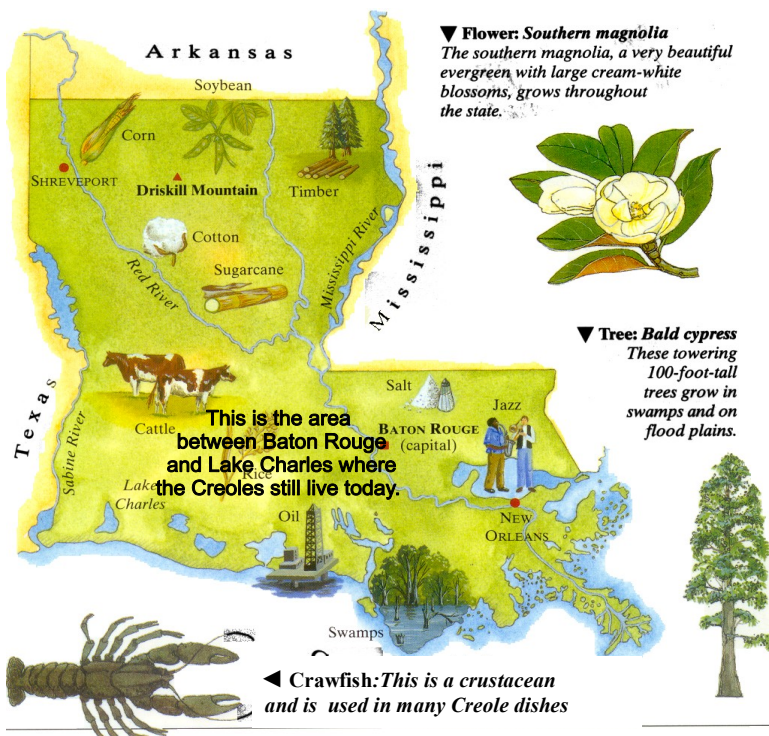 Arkansas
▼ Flower: Southern magnolia
The southern magnolia, a very beautiful
evergreen with large cream-white
blossoms, grows throughout
the state.
Soybean
Corn
SHREVEPORT
Driskill Mountain
Timber
Mississippi
Cotton
Red River
Sugarcane
Mississippi River
▼ Tree: Bald cypress
These towering
100-foot-tall
trees grow in
swamps and on
flood plains.
Texas
Sabine River
Cattle
Salt
Jazz
BATON ROUGE
(capital)
This is the area
between Baton Rouge
and Lake Charles where
the Creoles still live today.
Rice
Lake
Charles
Oil
NEW
ORLEANS
Swamps
◄ Crawfish:This is a crustacean
and is used in many Creole dishes